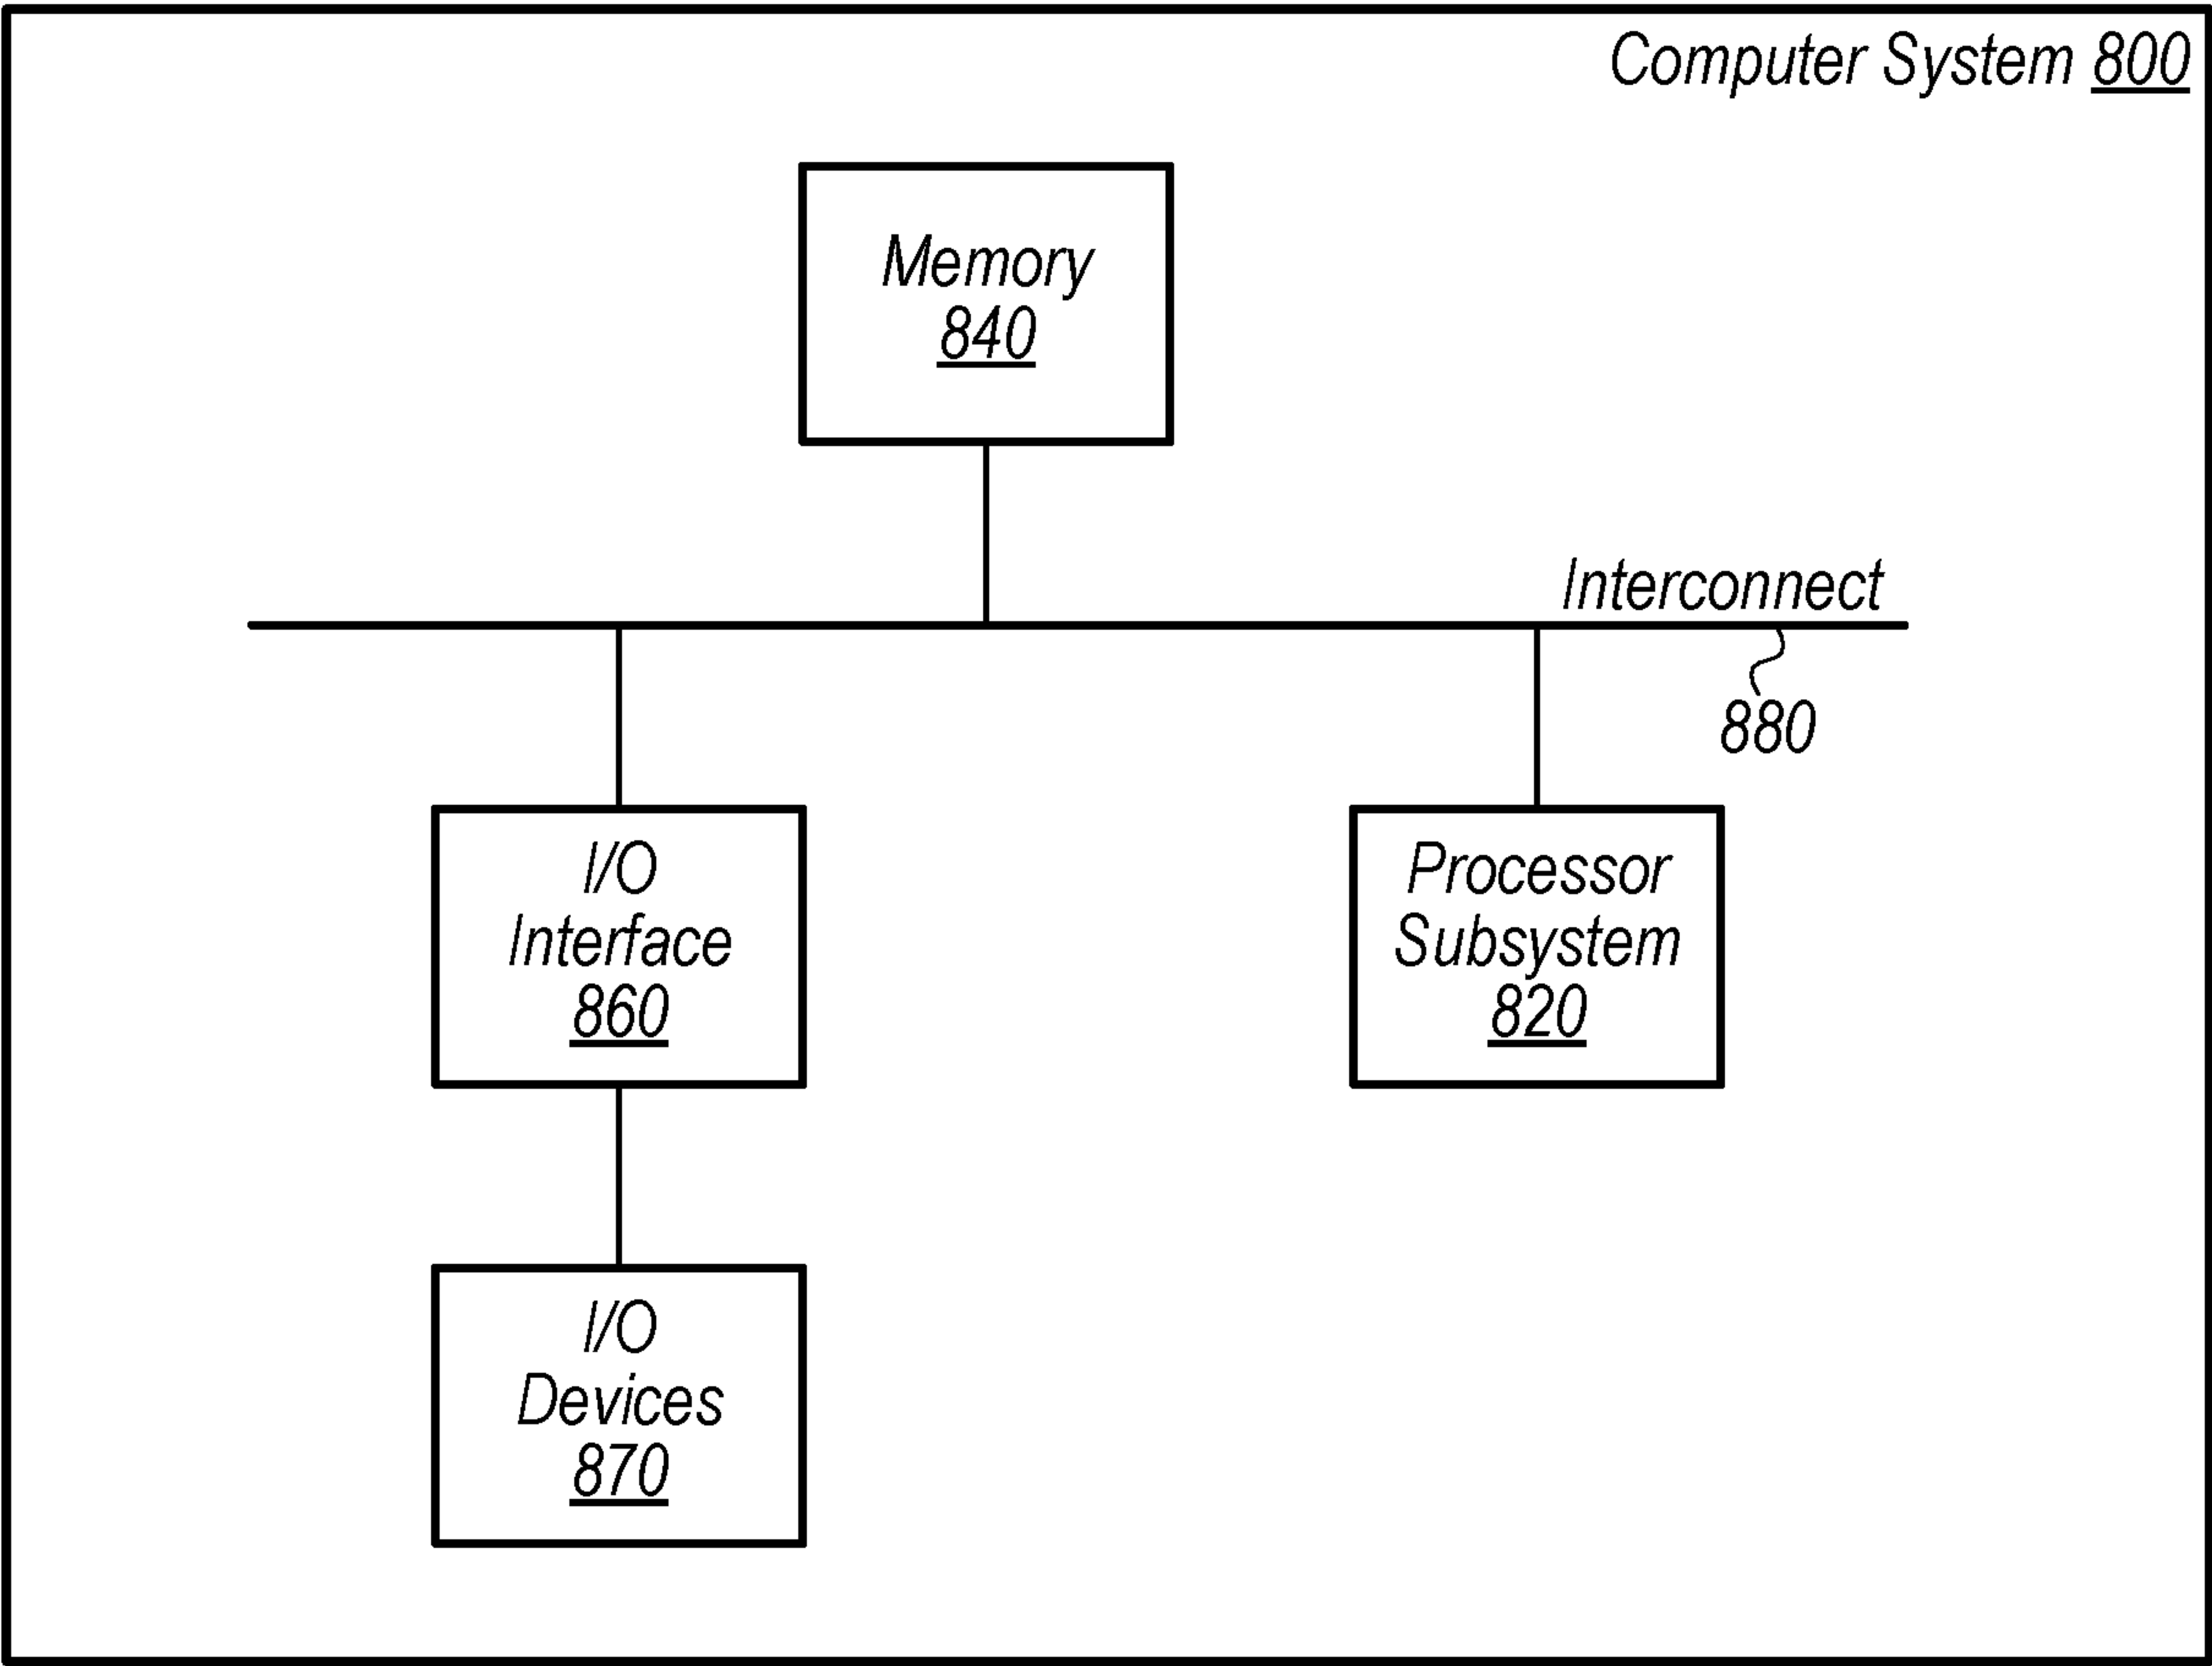 Computer System 800
Memory
840
Interconnect
880
I/O
Interface
860
Processor
Subsystem
820
I/O
Devices
870